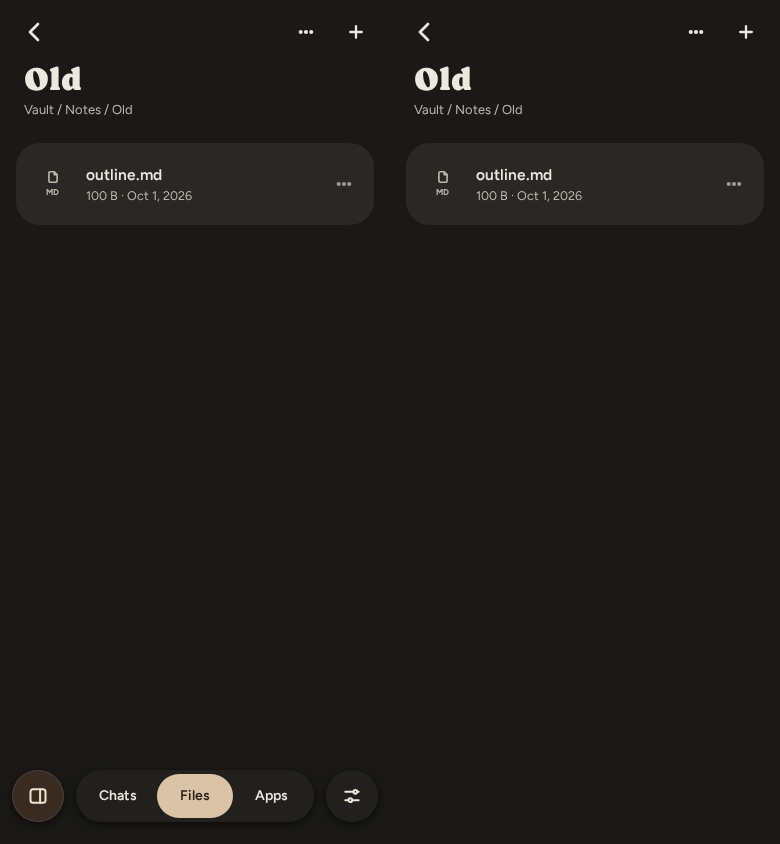 Old
Vault / Notes / Old
outline.md
MD
100 B · Oct 1, 2026
Chats
Files
Apps
Old
Vault / Notes / Old
outline.md
MD
100 B · Oct 1, 2026